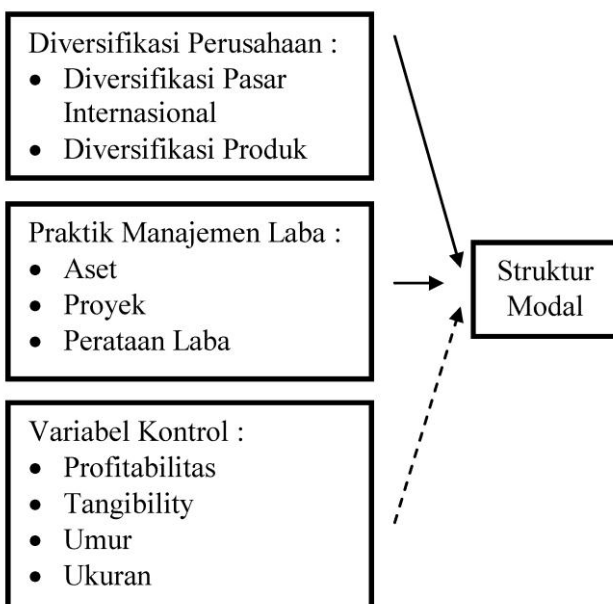 Diversifikasi Perusahaan :
• Diversifikasi Pasar
Internasional
• Diversifikasi Produk
Praktik Manajemen Laba :
• Aset
• Proyek
• Perataan Laba
Struktur
Modal
Variabel Kontrol :
• Profitabilitas
• Tangibility
• Umur
• Ukuran